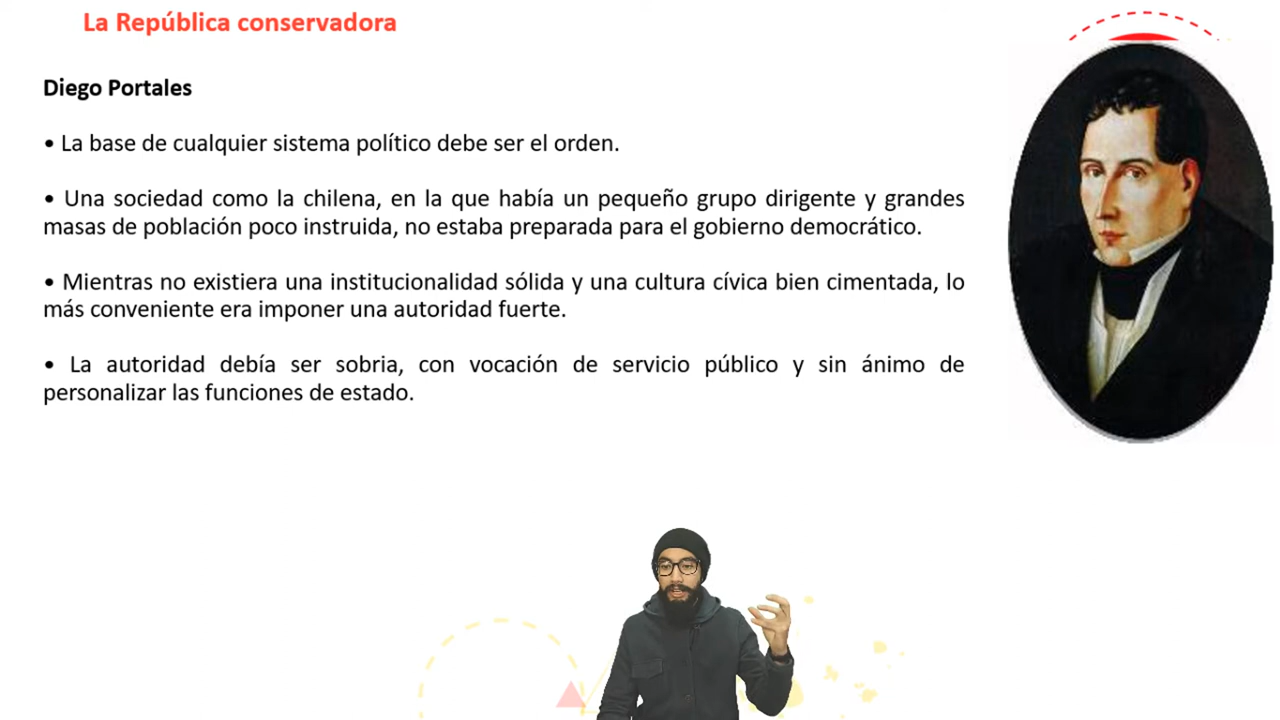 La República conservadora
Diego Portales
• La base de cualquier sistema político debe ser el orden.
• Una sociedad como la chilena, en la que había un pequeño grupo dirigente y grandes
masas de población poco instruida, no estaba preparada para el gobierno democrático.
• Mientras no existiera una institucionalidad sólida y una cultura cívica bien cimentada, lo
más conveniente era imponer una autoridad fuerte.
• La autoridad debía ser sobria, con vocación de servicio público y sin ánimo de
personalizar las funciones de estado.